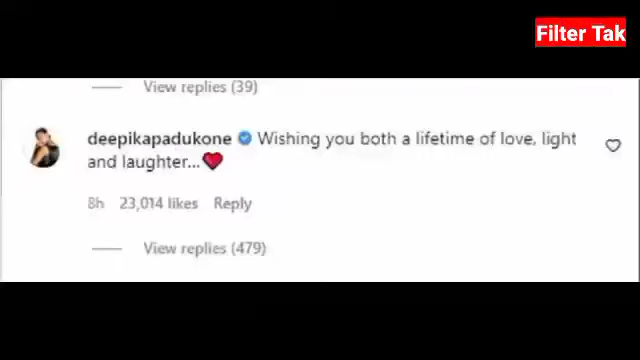 Filter Tak
View replies (39)
deepikapadukone Wishing you both a lifetime of love, light
and laughter...❤️
8h 23,014 likes Reply
View replies (479)